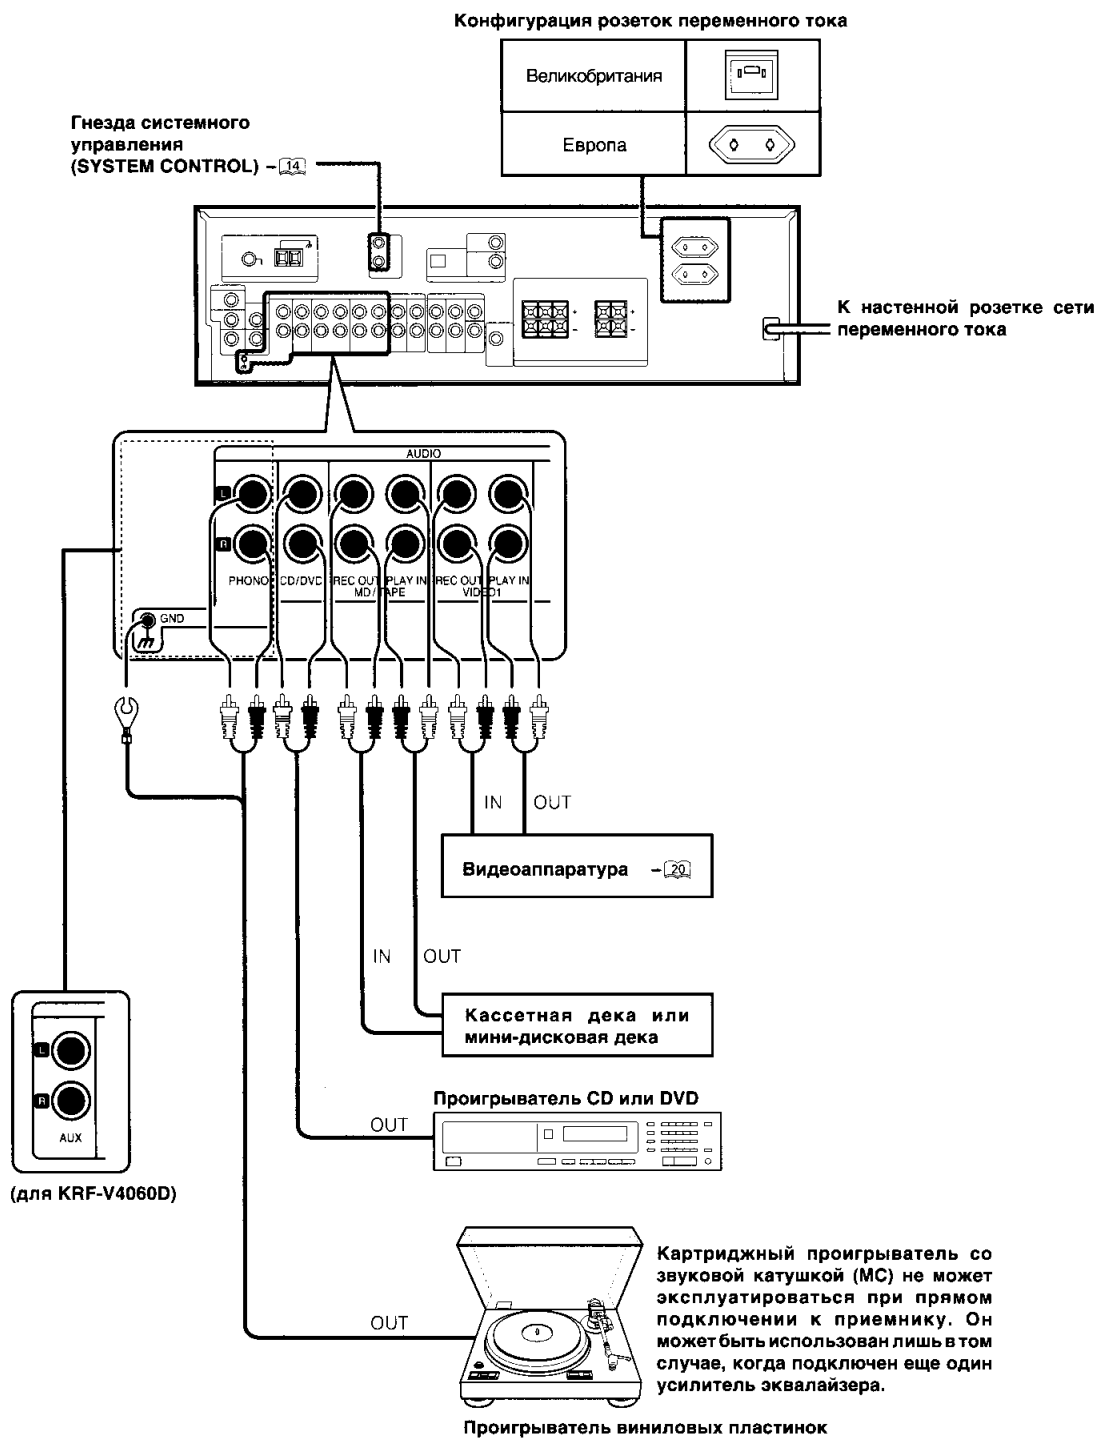 Конфигурация розеток переменного тока
Великобритания
Европа
Гнезда системного
управления
(SYSTEM CONTROL) – 14
+
–
+
–
К настенной розетке сети
переменного тока
AUDIO
L
R
PHONO CD/DVD REC OUT PLAY IN REC OUT PLAY IN
MD / TAPE VIDEO1
GND
IN OUT
Видеоаппаратура – 20
IN OUT
Кассетная дека или
мини-дисковая дека
L
R
AUX
(для KRF-V4060D)
Проигрыватель CD или DVD
OUT
OUT
Картриджный проигрыватель со
звуковой катушкой (MC) не может
эксплуатироваться при прямом
подключении к приемнику. Он
может быть использован лишь в том
случае, когда подключен еще один
усилитель эквалайзера.
Проигрыватель виниловых пластинок